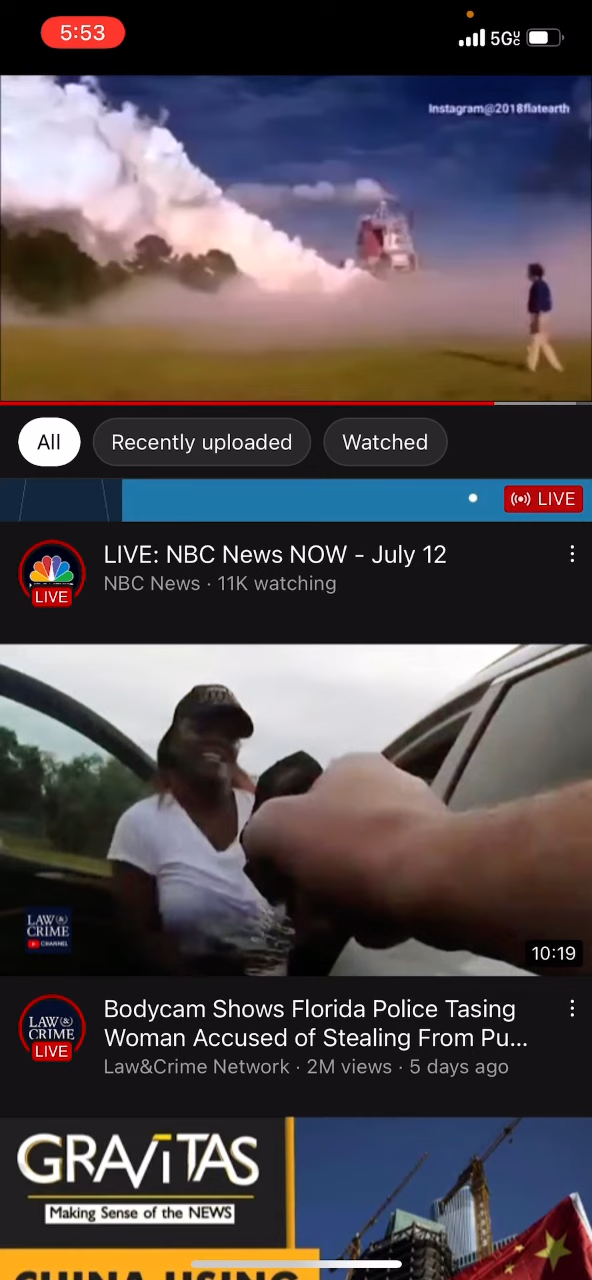 5:53
5G
Instagram@2018flatearth
All
Recently uploaded
Watched
LIVE
LIVE: NBC News NOW - July 12
NBC News · 11K watching
LIVE
LAW &
CRIME
CHANNEL
10:19
Bodycam Shows Florida Police Tasing
Woman Accused of Stealing From Pu...
Law&Crime Network · 2M views · 5 days ago
LAW &
CRIME
LIVE
GRAVITAS
Making Sense of the NEWS
CHINA USING